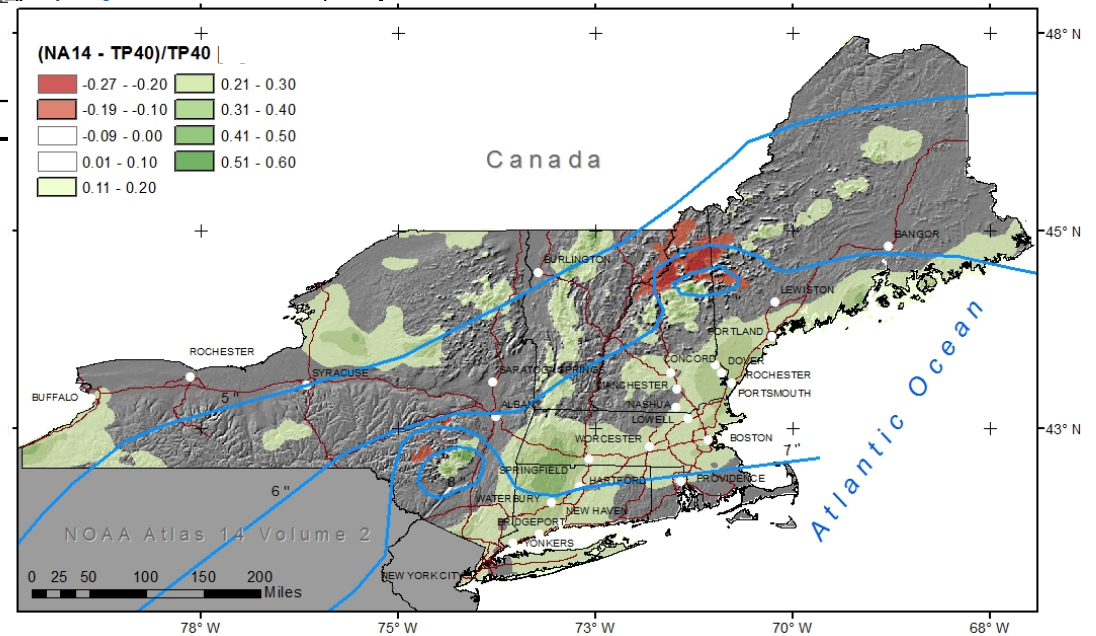 (NA14 - TP40)/TP40
-0.27 - -0.20
0.21 - 0.30
-0.19 - -0.10
0.31 - 0.40
-0.09 - 0.00
0.41 - 0.50
0.01 - 0.10
0.51 - 0.60
0.11 - 0.20
48° N
Canada
45° N
BANGOR
BURLINGTON
LEWISTON
7"
PORTLAND
ROCHESTER
SYRACUSE
SARATOGA SPRINGS
CONCORD
DOVER
ROCHESTER
MANCHESTER
PORTSMOUTH
BUFFALO
5"
ALBANY
NASHUA
LOWELL
43° N
WORCESTER
BOSTON
7"
SPRINGFIELD
8"
HARTFORD
PROVIDENCE
6"
WATERBURY
NEW HAVEN
BRIDGEPORT
Atlantic Ocean
NOAA Atlas 14 Volume 2
YONKERS
NEW YORK CITY
0 25 50 100 150 200
Miles
78° W
75° W
73° W
70° W
68° W